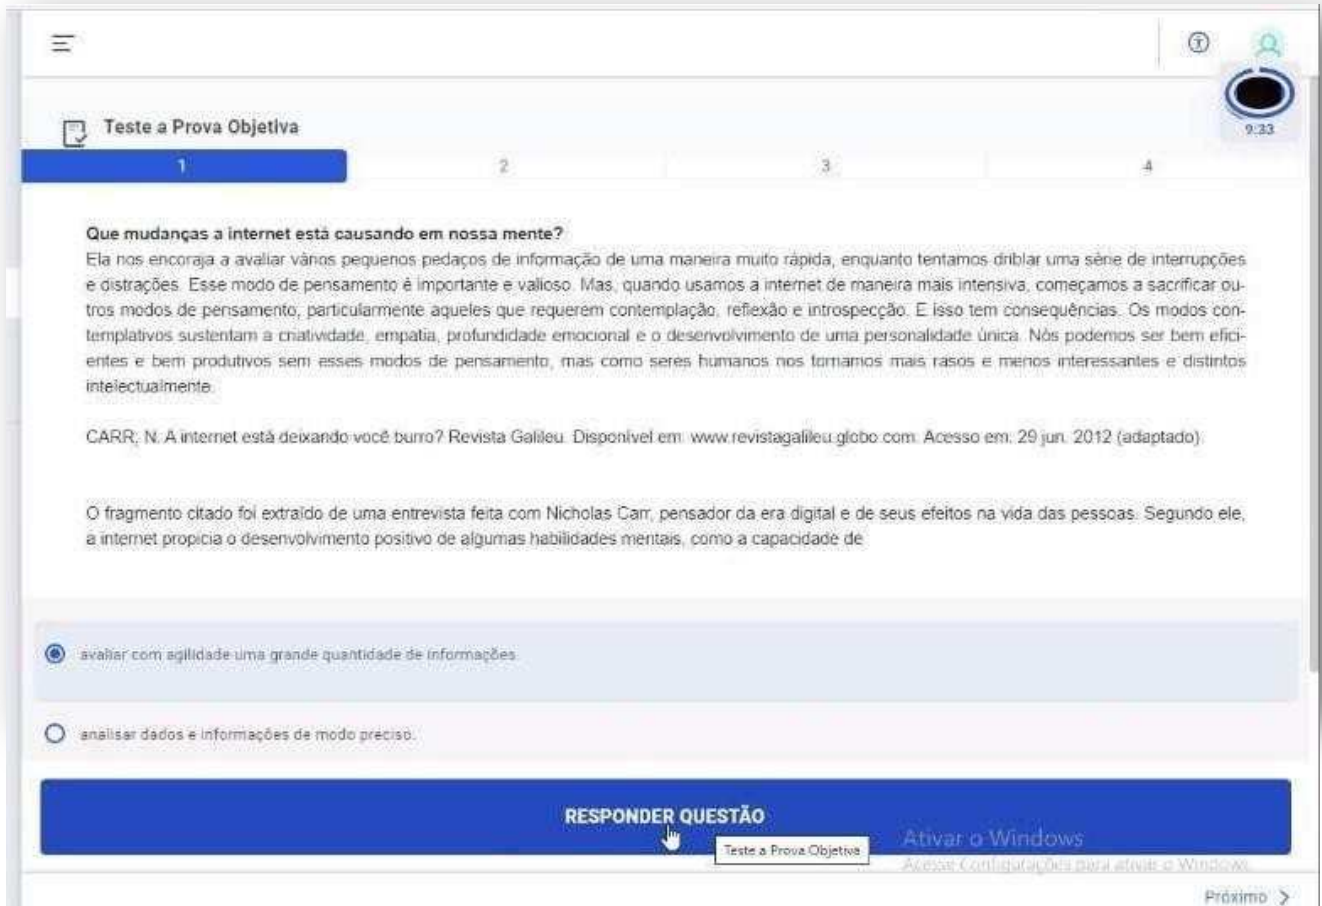 9:33
Teste a Prova Objetiva
1 2 3 4
Que mudanças a internet está causando em nossa mente?
Ela nos encoraja a avaliar vários pequenos pedaços de informação de uma maneira muito rápida, enquanto tentamos driblar uma série de interrupções
e distrações. Esse modo de pensamento é importante e valioso. Mas, quando usamos a internet de maneira mais intensiva, começamos a sacrificar ou-
tros modos de pensamento, particularmente aqueles que requerem contemplação, reflexão e introspecção. E isso tem consequências. Os modos con-
templativos sustentam a criatividade, empatia, profundidade emocional e o desenvolvimento de uma personalidade única. Nós podemos ser bem efici-
entes e bem produtivos sem esses modos de pensamento, mas como seres humanos nos tornamos mais rasos e menos interessantes e distintos
intelectualmente.
CARR, N. A internet está deixando você burro? Revista Galileu. Disponível em: www.revistagalileu.globo.com. Acesso em: 29 jun. 2012 (adaptado).
O fragmento citado foi extraído de uma entrevista feita com Nicholas Carr, pensador da era digital e de seus efeitos na vida das pessoas. Segundo ele,
a internet propicia o desenvolvimento positivo de algumas habilidades mentais, como a capacidade de
avaliar com agilidade uma grande quantidade de informações.
analisar dados e informações de modo preciso.
RESPONDER QUESTÃO
Teste a Prova Objetiva
Ativar o Windows
Acesse Configurações para ativar o Windows.
Próximo >